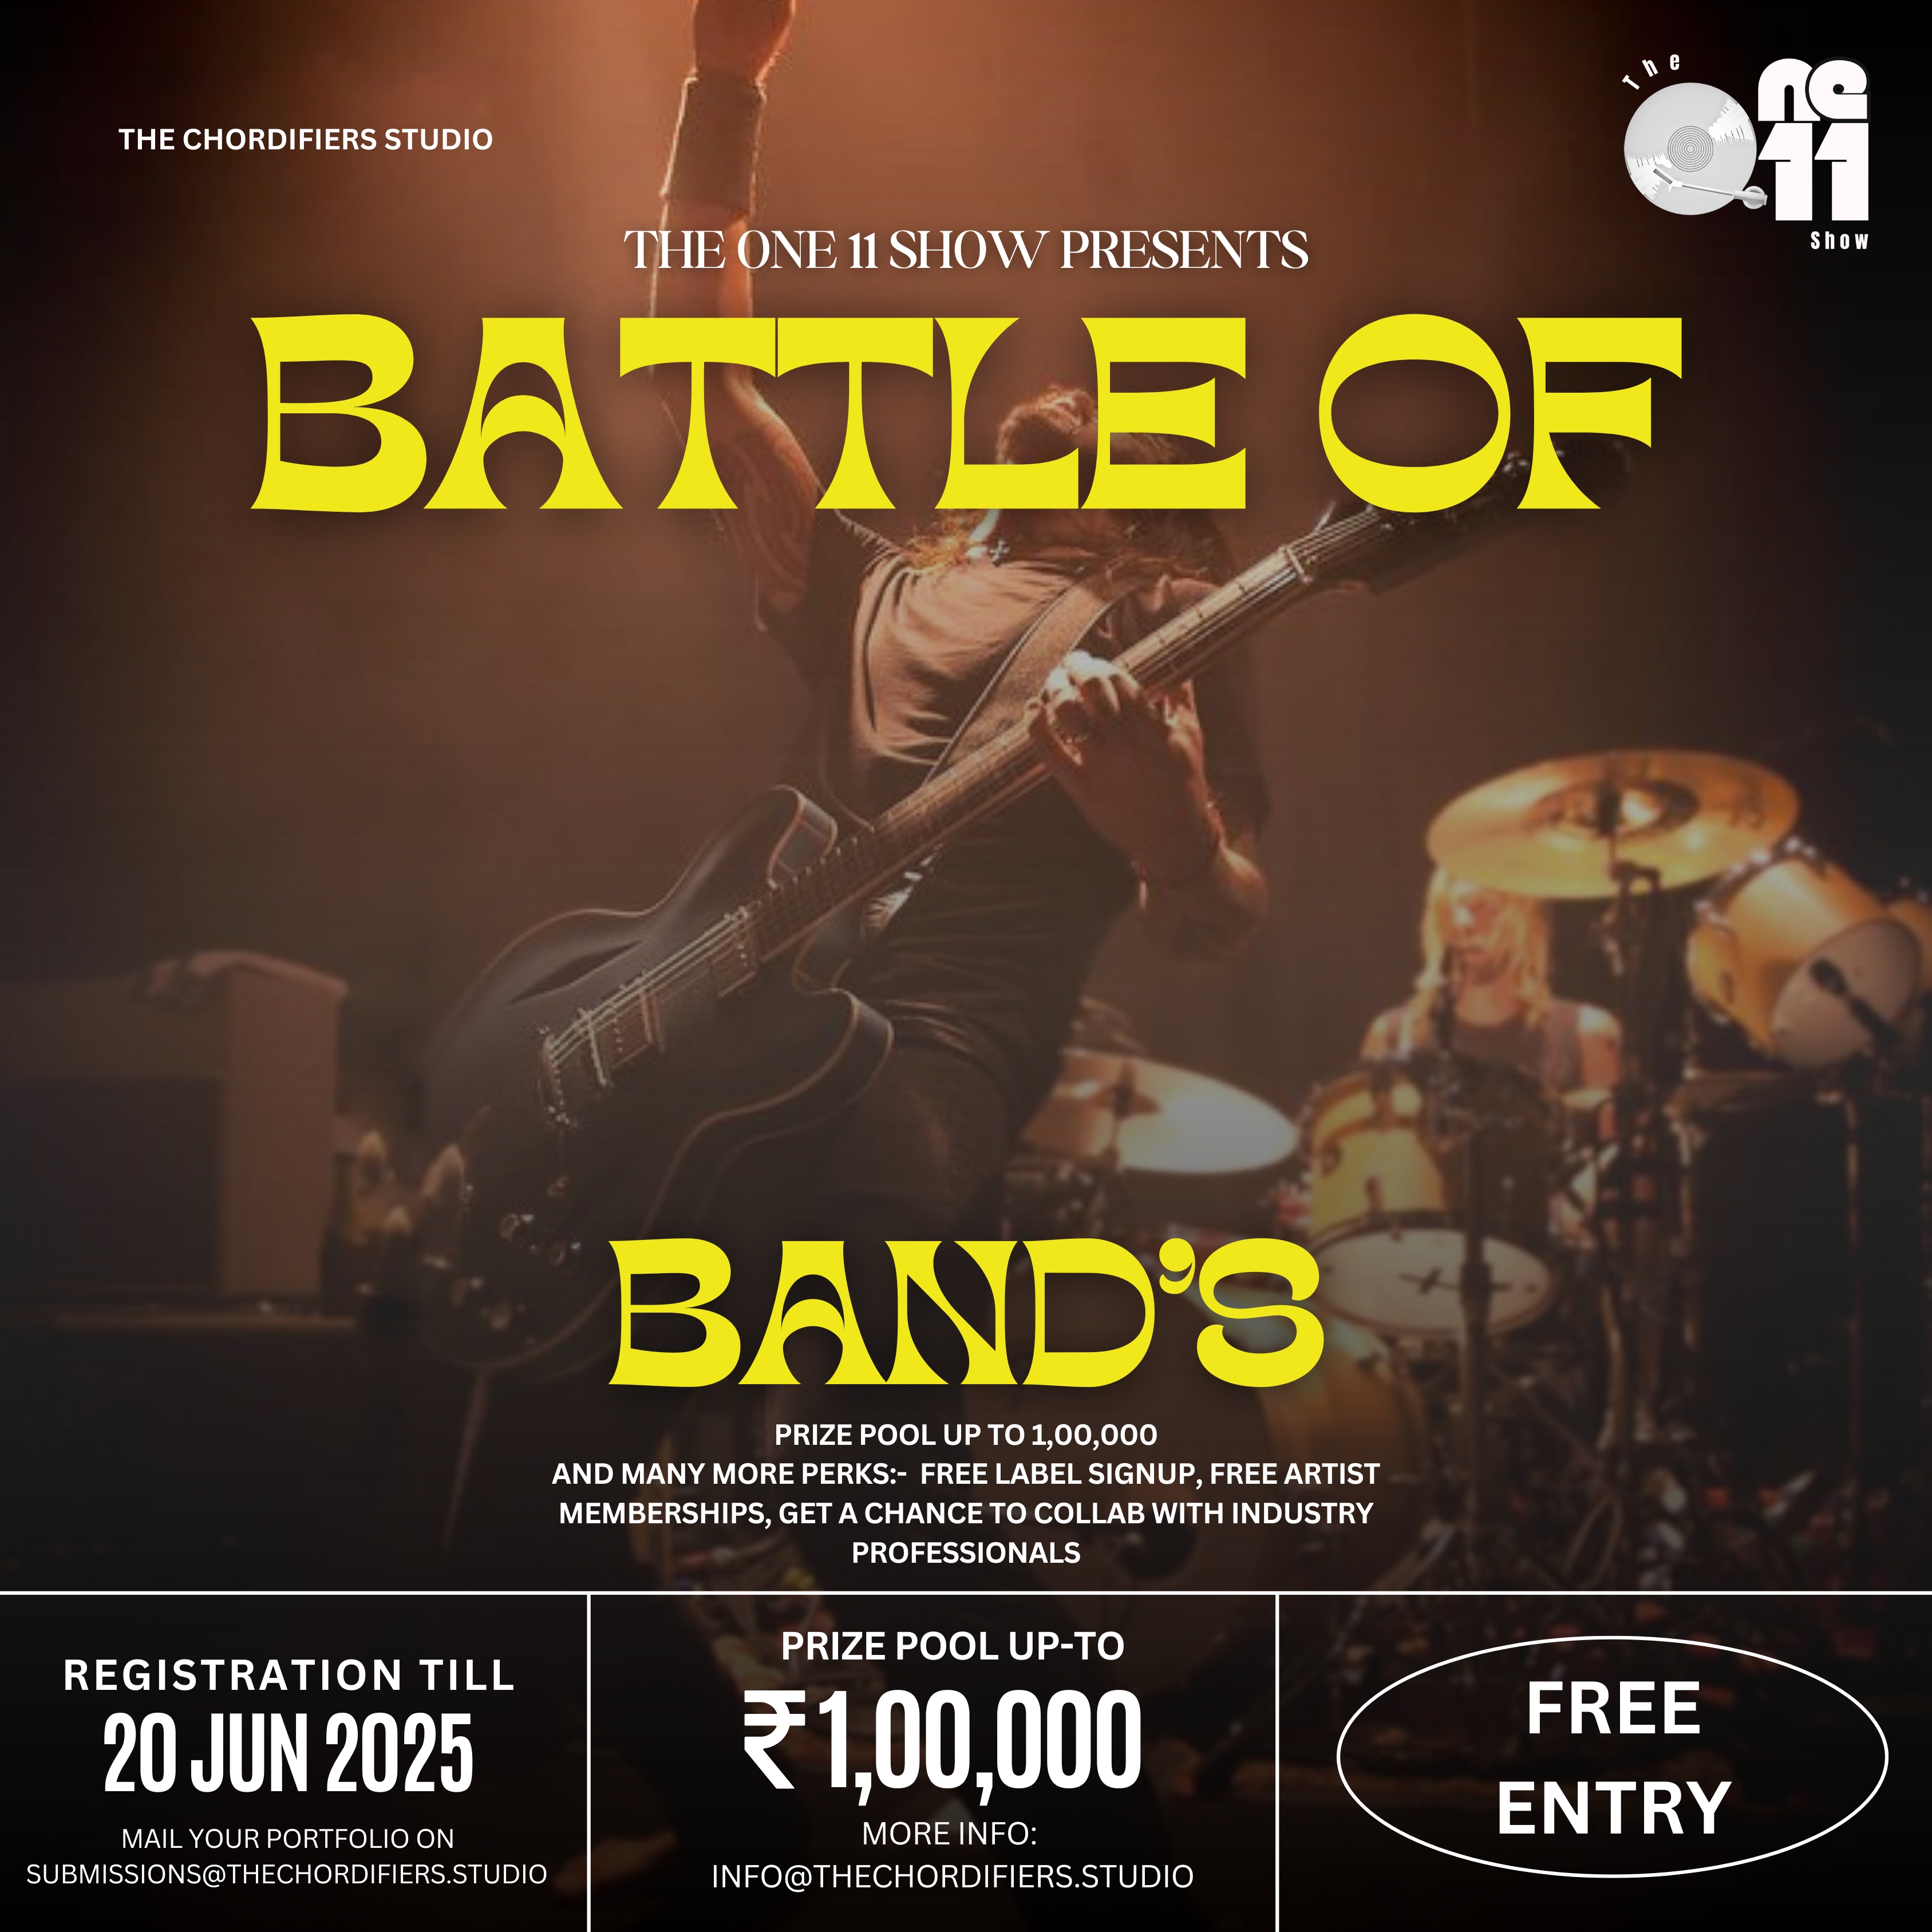 THE CHORDIFIERS STUDIO
The
One
11
Show
THE ONE 11 SHOW PRESENTS
BATTLE OF
BAND'S
PRIZE POOL UP TO 1,00,000
AND MANY MORE PERKS:- FREE LABEL SIGNUP, FREE ARTIST
MEMBERSHIPS, GET A CHANCE TO COLLAB WITH INDUSTRY
PROFESSIONALS
REGISTRATION TILL
20 JUN 2025
MAIL YOUR PORTFOLIO ON
SUBMISSIONS@THECHORDIFIERS.STUDIO
PRIZE POOL UP-TO
₹1,00,000
MORE INFO:
INFO@THECHORDIFIERS.STUDIO
FREE
ENTRY